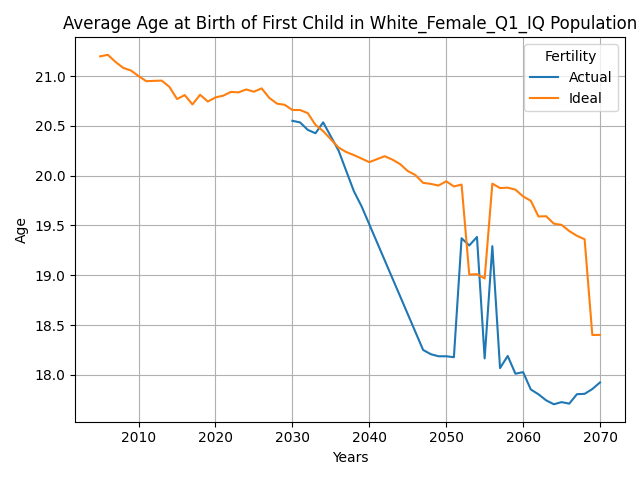 Average Age at Birth of First Child in White_Female_Q1_IQ Population
Fertility
Actual
Ideal
21.0
20.5
20.0
19.5
19.0
18.5
18.0
Age
2010 2020 2030 2040 2050 2060 2070
Years